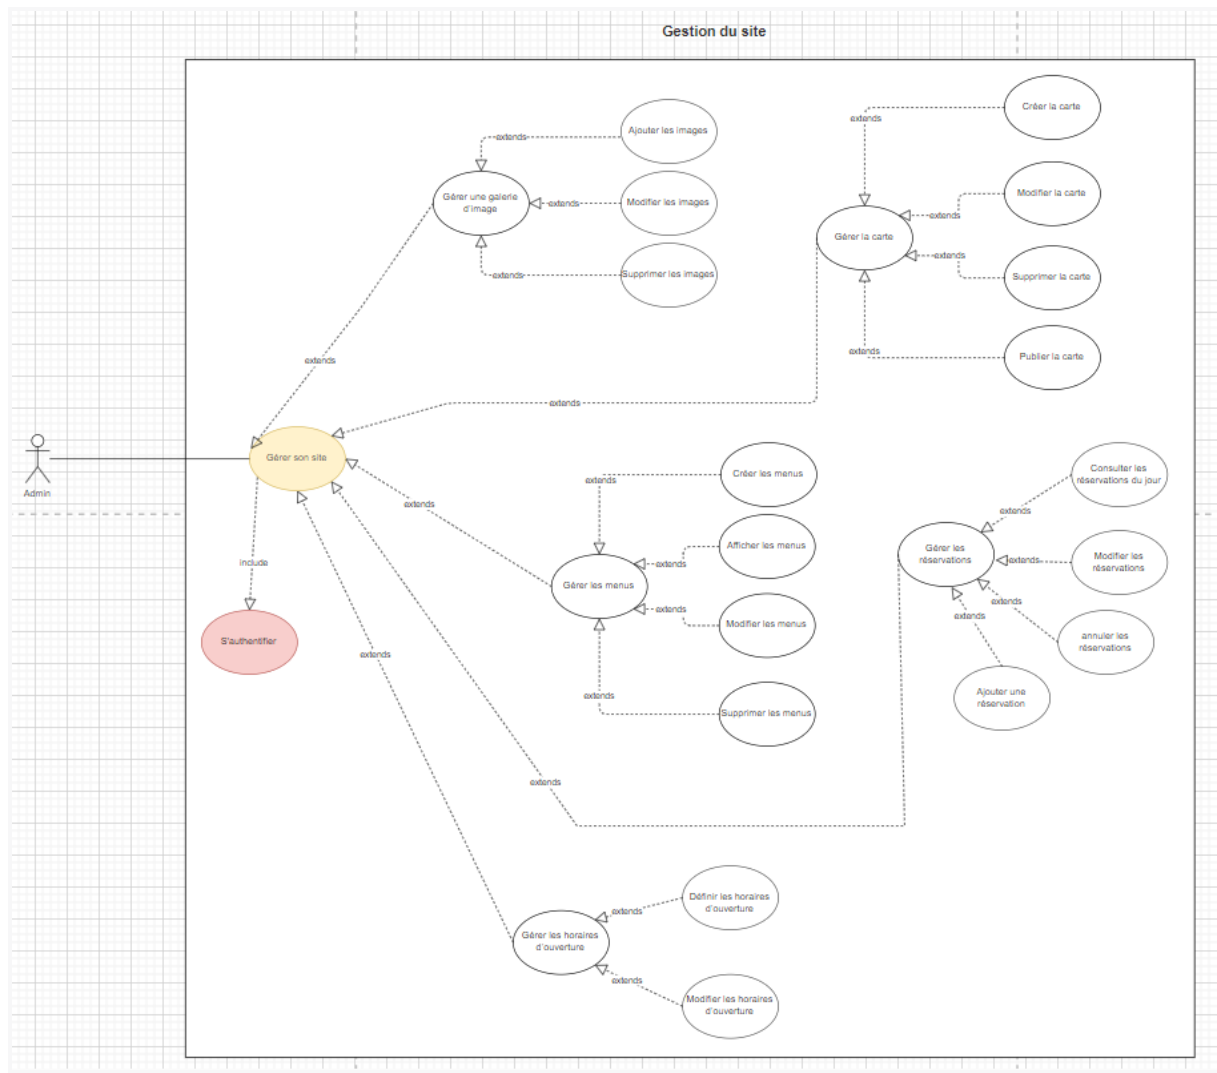 Gestion du site
Créer la carte
extends
Ajouter les images
extends
Modifier la carte
Gérer une galerie
d'image
extends
Modifier les images
extends
Gérer la carte
extends
Supprimer la carte
extends
Supprimer les images
extends
Publier la carte
extends
extends
Gérer son site
Admin
Créer les menus
extends
extends
Consulter les
réservations du jour
extends
Afficher les menus
extends
Gérer les
réservations
extends
Modifier les
réservations
include
Gérer les menus
extends
Modifier les menus
extends
extends
annuler les
réservations
S'authentifier
extends
Ajouter une
réservation
extends
Supprimer les menus
extends
Définir les horaires
d'ouverture
extends
Gérer les horaires
d'ouverture
extends
Modifier les horaires
d'ouverture